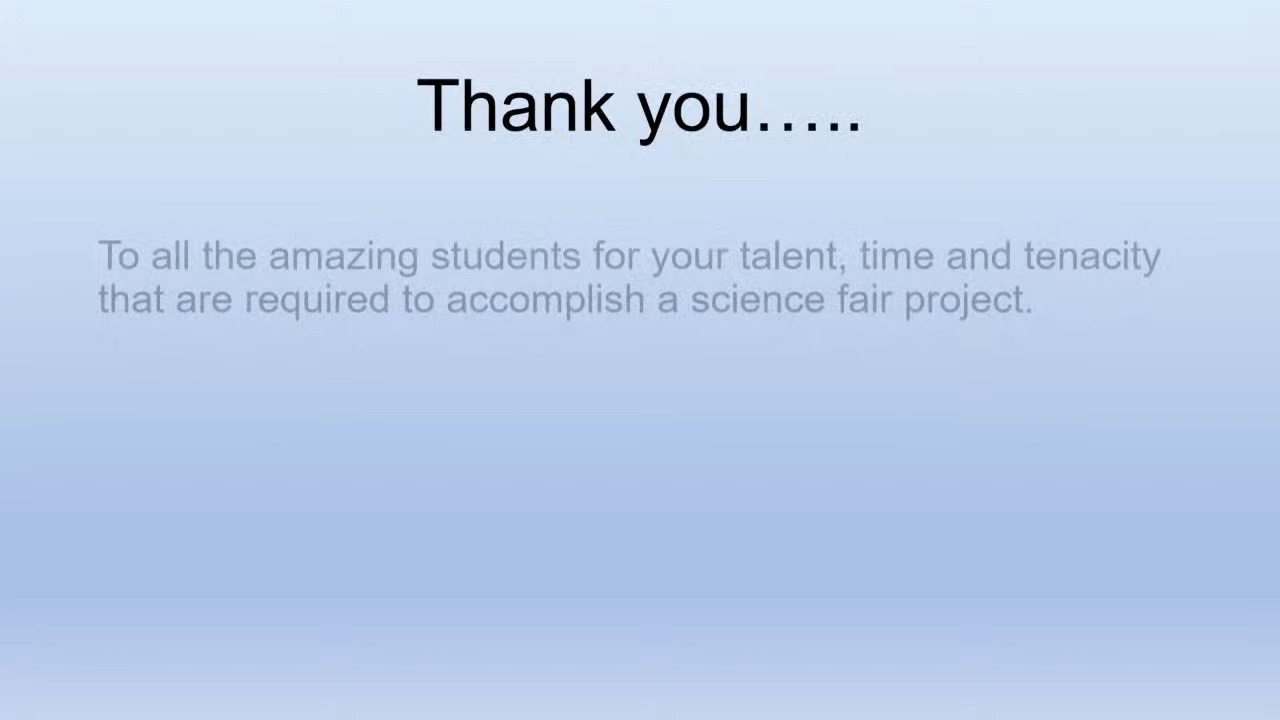 Thank you…..
To all the amazing students for your talent, time and tenacity
that are required to accomplish a science fair project.